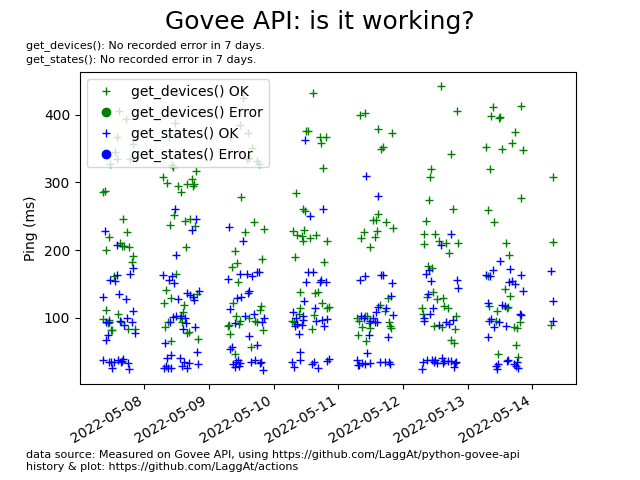 Govee API: is it working?
get_devices(): No recorded error in 7 days.
get_states(): No recorded error in 7 days.
get_devices() OK
get_devices() Error
get_states() OK
get_states() Error
Ping (ms)
400
300
200
100
2022-05-08
2022-05-09
2022-05-10
2022-05-11
2022-05-12
2022-05-13
2022-05-14
data source: Measured on Govee API, using https://github.com/LaggAt/python-govee-api
history & plot: https://github.com/LaggAt/actions